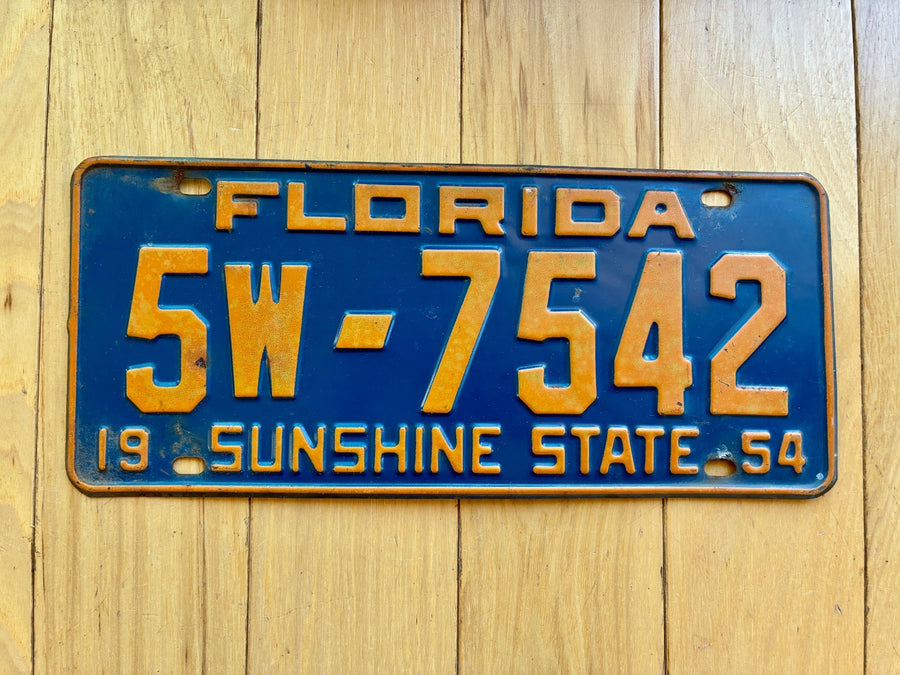 FLORIDA
5W-7542
19 SUNSHINE STATE 54